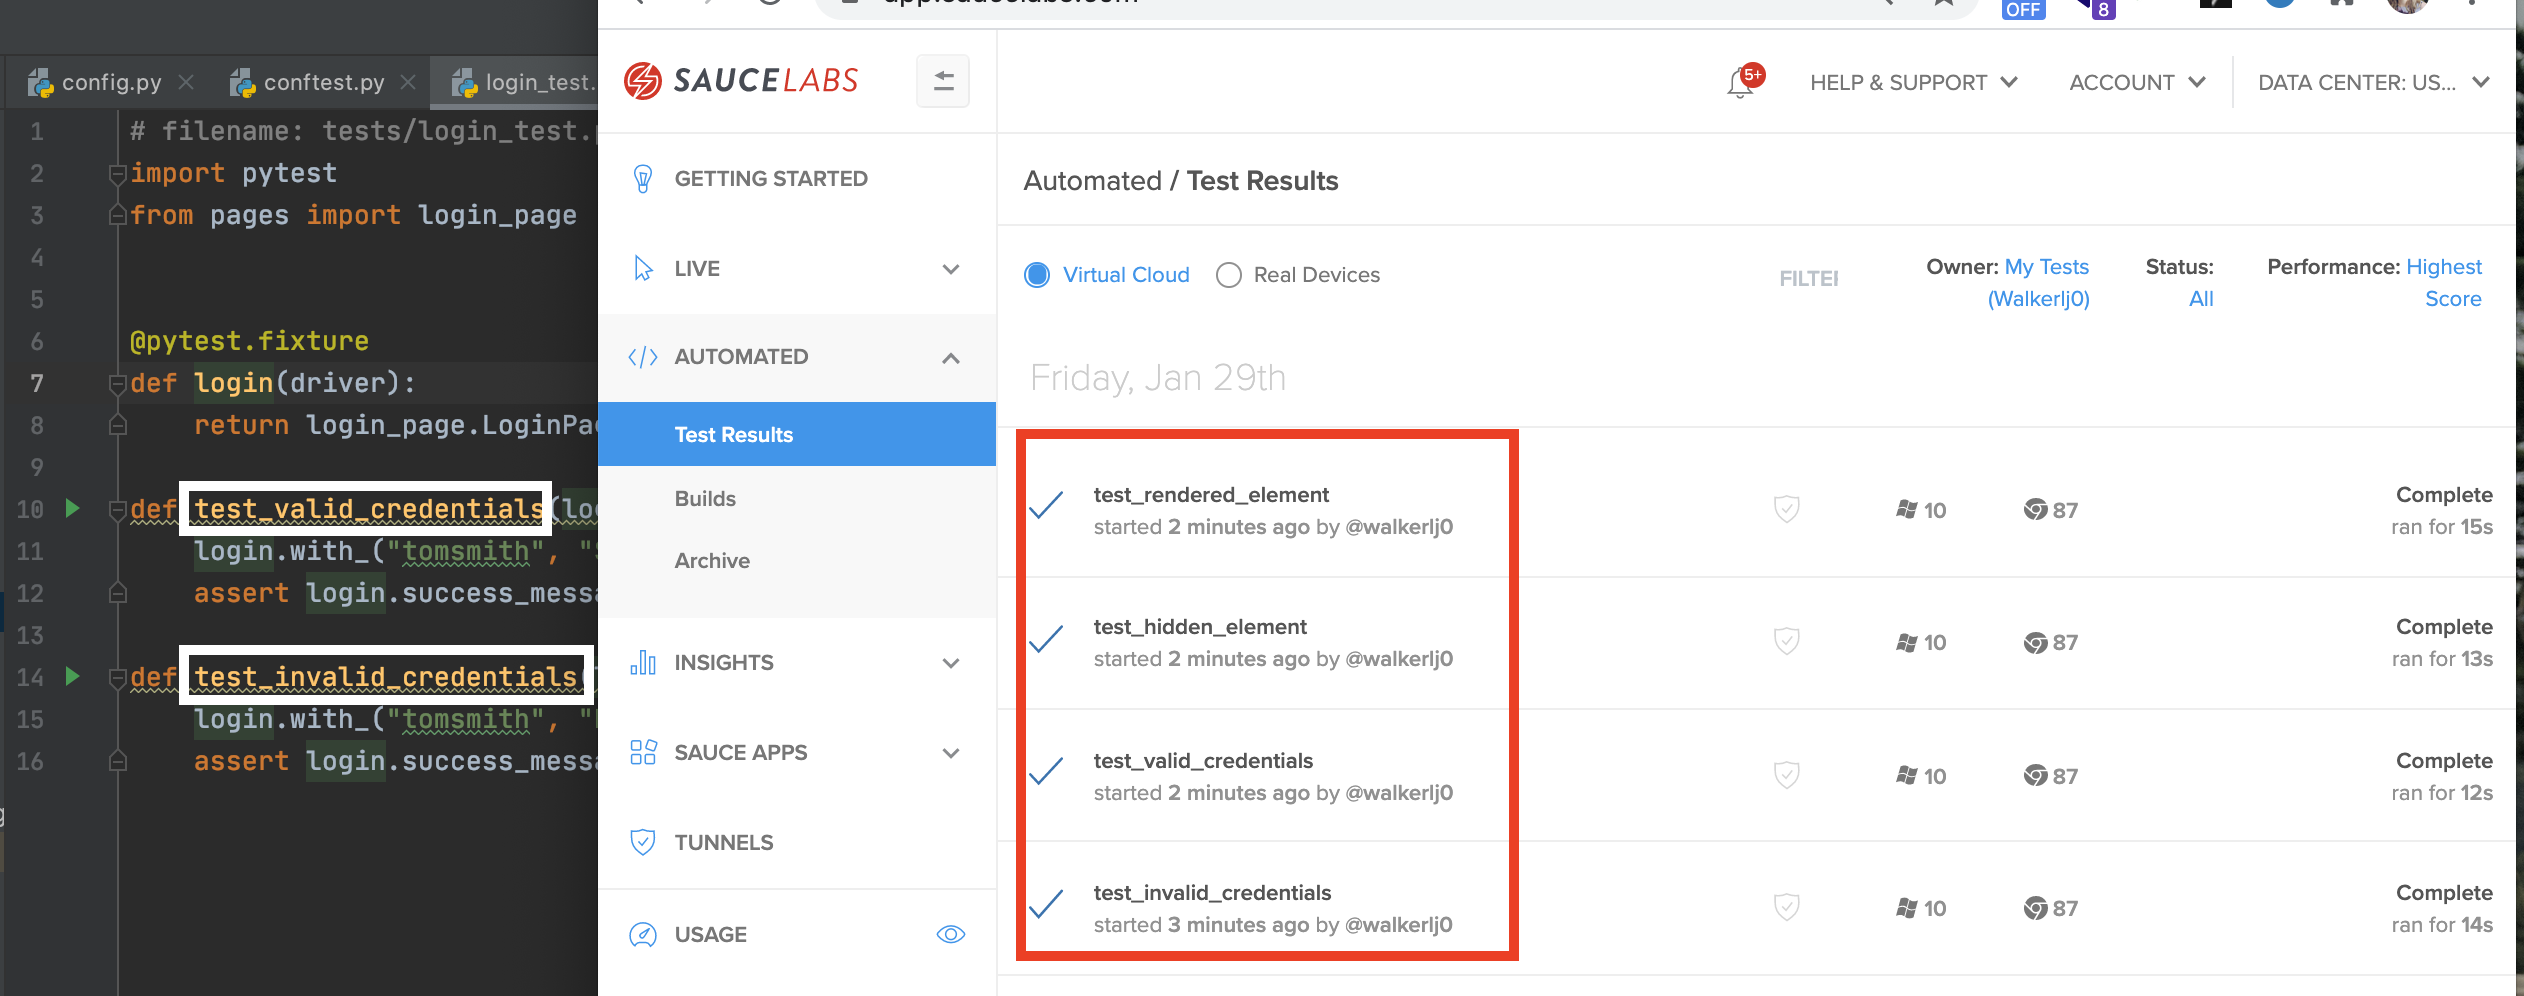 config.py
conftest.py
login_test.
1 # filename: tests/login_test.
2 import pytest
3 from pages import login_page
4
5
6 @pytest.fixture
7 def login(driver):
8 return login_page.LoginPa
9
10 def test_valid_credentials(lo
11 login.with_("tomsmith", "
12 assert login.success_mess
13
14 def test_invalid_credentials
15 login.with_("tomsmith", "
16 assert login.success_mess
OFF
8
SAUCELABS
5+
HELP & SUPPORT
ACCOUNT
DATA CENTER: US...
GETTING STARTED
LIVE
AUTOMATED
Test Results
Builds
Archive
INSIGHTS
SAUCE APPS
TUNNELS
USAGE
Automated / Test Results
Virtual Cloud
Real Devices
FILTE
Owner: My Tests
(Walkerlj0)
Status:
All
Performance: Highest
Score
Friday, Jan 29th
test_rendered_element
started 2 minutes ago by @walkerlj0
10
87
Complete
ran for 15s
test_hidden_element
started 2 minutes ago by @walkerlj0
10
87
Complete
ran for 13s
test_valid_credentials
started 2 minutes ago by @walkerlj0
10
87
Complete
ran for 12s
test_invalid_credentials
started 3 minutes ago by @walkerlj0
10
87
Complete
ran for 14s